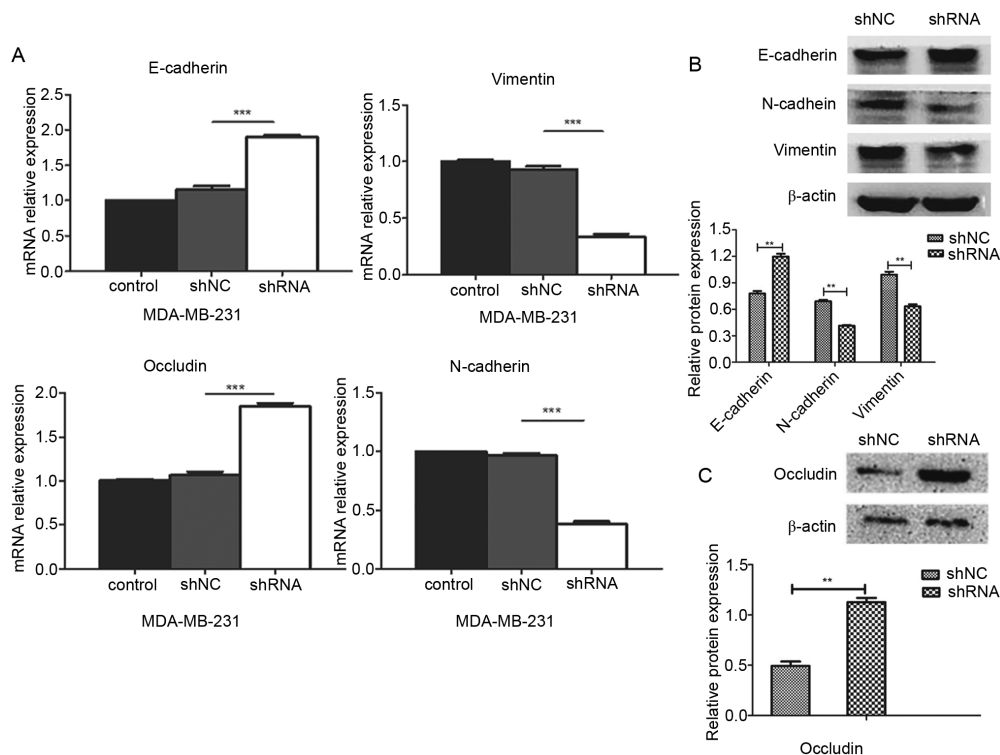 A
E-cadherin
mRNA relative expression
2.5
2.0
1.5
1.0
0.5
0.0
***
control shNC shRNA
MDA-MB-231
Vimentin
mRNA relative expression
1.5
1.0
0.5
0.0
***
control shNC shRNA
MDA-MB-231
Occludin
mRNA relative expression
2.0
1.5
1.0
0.5
0.0
***
control shNC shRNA
MDA-MB-231
N-cadherin
mRNA relative expression
1.5
1.0
0.5
0.0
***
control shNC shRNA
MDA-MB-231
B
shNC shRNA
E-cadherin
N-cadhein
Vimentin
β-actin
Relative protein expression
1.5
1.2
0.9
0.6
0.3
0.0
** ** **
shNC
shRNA
E-cadherin N-cadherin Vimentin
C
shNC shRNA
Occludin
β-actin
Relative protein expression
1.5
1.0
0.5
0.0
**
shNC
shRNA
Occludin